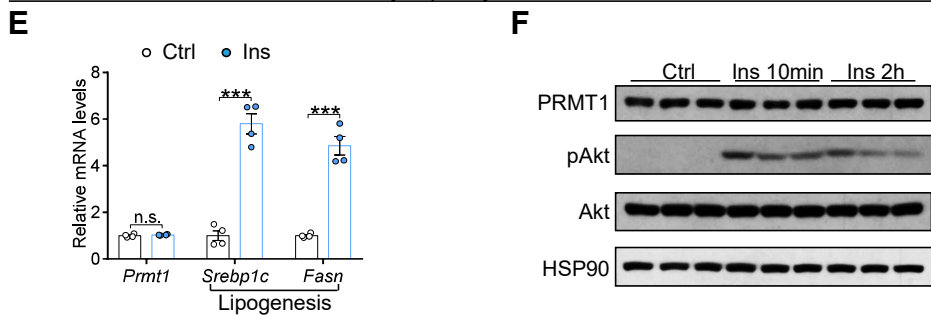 E
Ctrl Ins
Relative mRNA levels
8
6
4
2
0
***
***
n.s.
Prmt1 Srebp1c Fasn
Lipogenesis
F
Ctrl Ins 10min Ins 2h
PRMT1
pAkt
Akt
HSP90